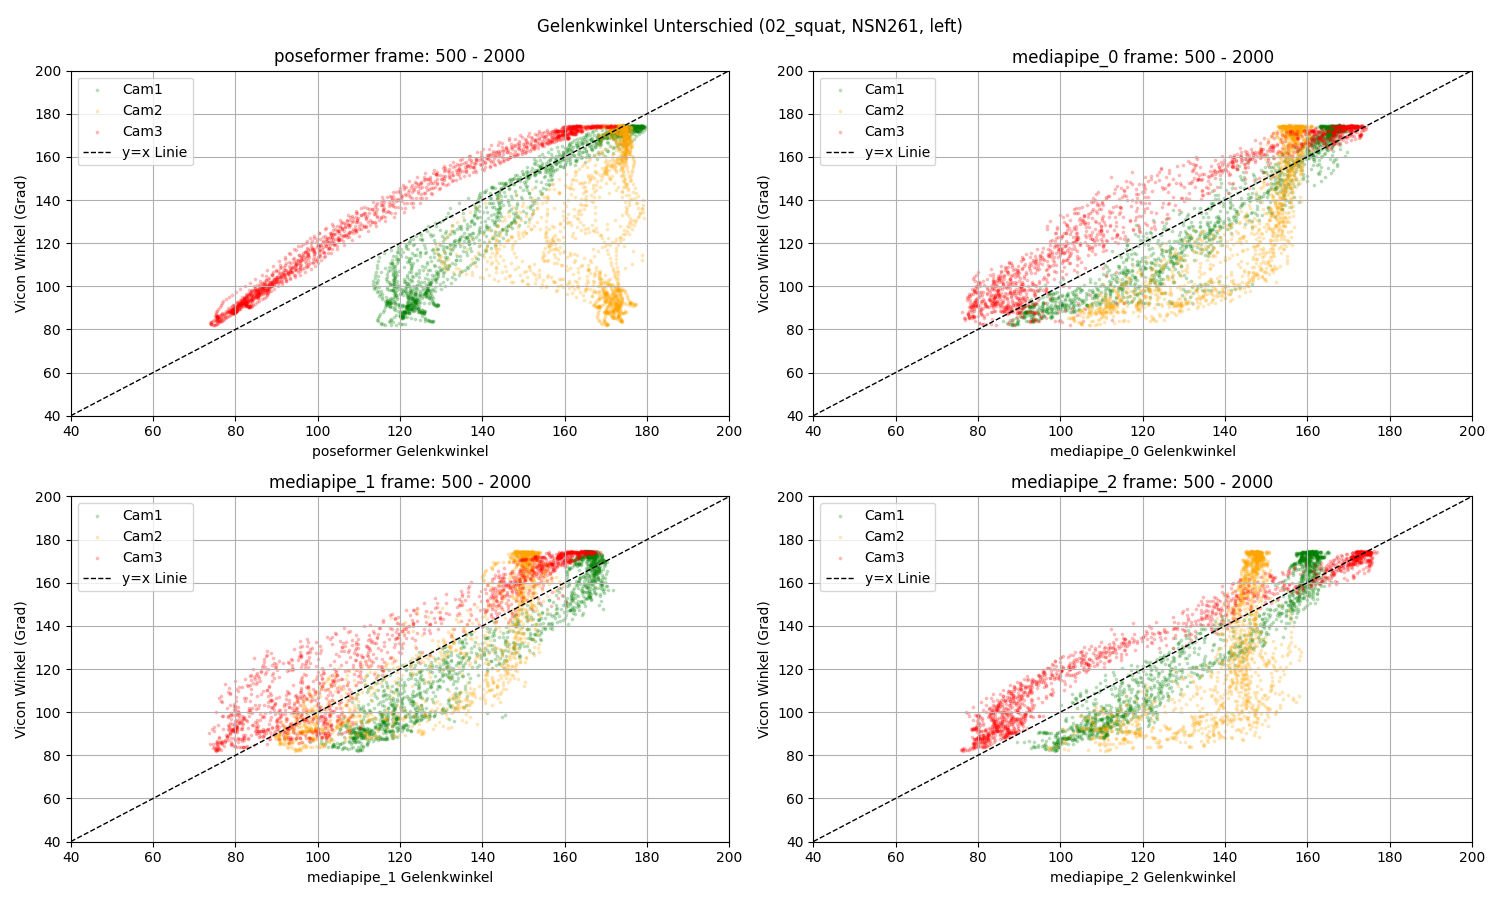 Gelenkwinkel Unterschied (02_squat, NSN261, left)
poseformer frame: 500 - 2000
Cam1
Cam2
Cam3
y=x Linie
Vicon Winkel (Grad)
200
180
160
140
120
100
80
60
40
40 60 80 100 120 140 160 180 200
poseformer Gelenkwinkel
mediapipe_0 frame: 500 - 2000
Cam1
Cam2
Cam3
y=x Linie
Vicon Winkel (Grad)
200
180
160
140
120
100
80
60
40
40 60 80 100 120 140 160 180 200
mediapipe_0 Gelenkwinkel
mediapipe_1 frame: 500 - 2000
Cam1
Cam2
Cam3
y=x Linie
Vicon Winkel (Grad)
200
180
160
140
120
100
80
60
40
40 60 80 100 120 140 160 180 200
mediapipe_1 Gelenkwinkel
mediapipe_2 frame: 500 - 2000
Cam1
Cam2
Cam3
y=x Linie
Vicon Winkel (Grad)
200
180
160
140
120
100
80
60
40
40 60 80 100 120 140 160 180 200
mediapipe_2 Gelenkwinkel